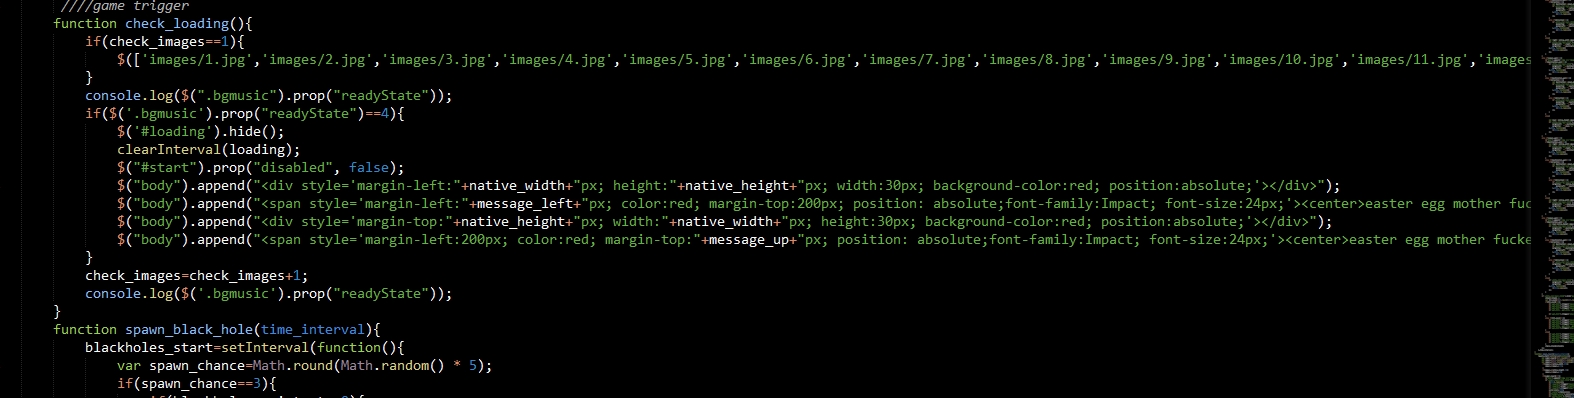 ////game trigger
function check_loading(){
if(check_images==1){
$(['images/1.jpg','images/2.jpg','images/3.jpg','images/4.jpg','images/5.jpg','images/6.jpg','images/7.jpg','images/8.jpg','images/9.jpg','images/10.jpg','images/11.jpg','images
}
console.log($(".bgmusic").prop("readyState"));
if($('.bgmusic').prop("readyState")==4){
$('#loading').hide();
clearInterval(loading);
$("#start").prop("disabled", false);
$("body").append("<div style='margin-left:"+native_width+"px; height:"+native_height+"px; width:30px; background-color:red; position:absolute;'></div>");
$("body").append("<span style='margin-left:"+message_left+"px; color:red; margin-top:200px; position: absolute;font-family:Impact; font-size:24px;'><center>easter egg mother fuc
$("body").append("<div style='margin-top:"+native_height+"px; width:"+native_width+"px; height:30px; background-color:red; position:absolute;'></div>");
$("body").append("<span style='margin-left:200px; color:red; margin-top:"+message_up+"px; position: absolute;font-family:Impact; font-size:24px;'><center>easter egg mother fucke
}
check_images=check_images+1;
console.log($('.bgmusic').prop("readyState"));
}
function spawn_black_hole(time_interval){
blackholes_start=setInterval(function(){
var spawn_chance=Math.round(Math.random() * 5);
if(spawn_chance==3){